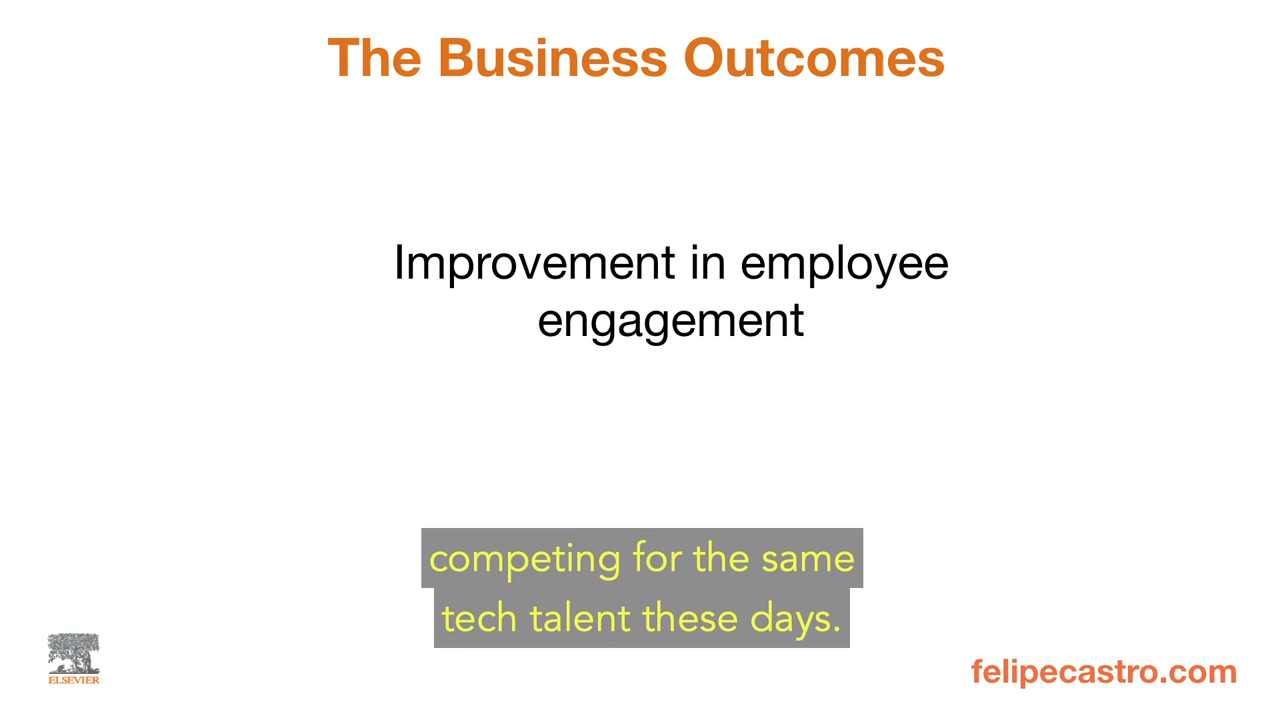 The Business Outcomes
Improvement in employee
engagement
competing for the same
tech talent these days.
ELSEVIER
felipecastro.com